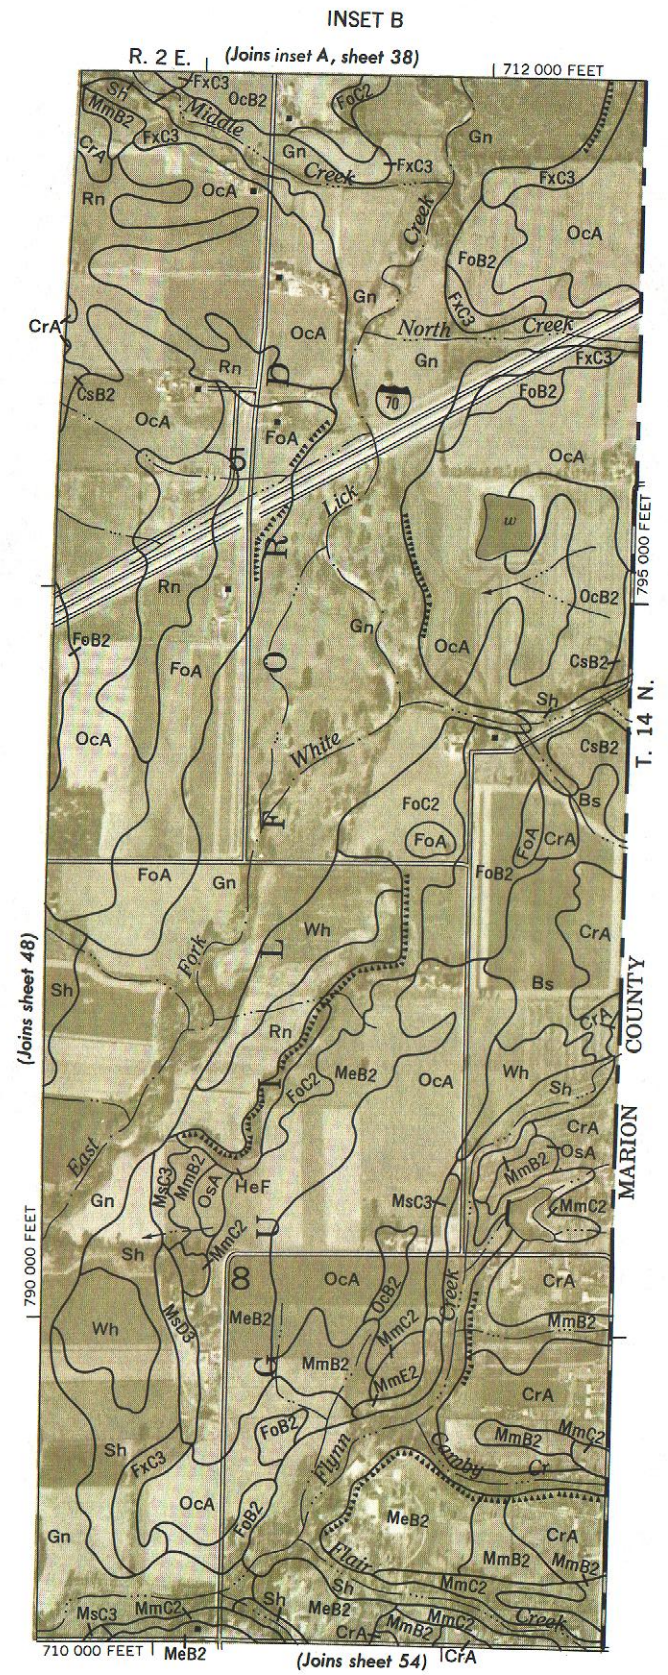 INSET B
R. 2 E.
(Joins inset A, sheet 38)
712 000 FEET
Sh
FxC3
OcB2
FoC2
MmB2
Middle
CrA
FxC3
Gn
Gn
Creek
FxC3
FxC3
Rn
OcA
Creek
OcA
FoB2
Gn
FxC3
CrA
OcA
North
Creek
Rn
Gn
FxC3
CsB2
D
70
FoB2
OcA
FoA
5
OcA
Lick
w
795 000 FEET
R
Rn
OcB2
FoB2
Gn
FoA
O
OcA
CsB2
Sh
T. 14 N.
OcA
White
CsB2
FoC2
Bs
F
FoA
FoA
CrA
FoA
Gn
FoB2
Wh
CrA
(Joins sheet 48)
Fork
L
Sh
Bs
Rn
CrA
COUNTY
FoC2
MeB2
OcA
Wh
I
Sh
East
CrA
MsC3
MmB2
OsA
MmB2
OsA
HeF
MARION
Gn
MsC3
MmC2
Sh
MmC2
U
790 000 FEET
8
OcA
OcB2
Creek
CrA
MsD3
MeB2
MmC2
MmB2
Wh
MmB2
G
MmE2
CrA
FoB2
MmB2
MmC2
Sh
FxC3
Flynn
Camby
Cr
OcA
FoB2
MeB2
CrA
Gn
MmB2
MmB2
Flair
Sh
MmC2
MsC3
MmC2
Sh
MeB2
MmC2
Creek
CrA
MmB2
710 000 FEET
MeB2
(Joins sheet 54)
CrA